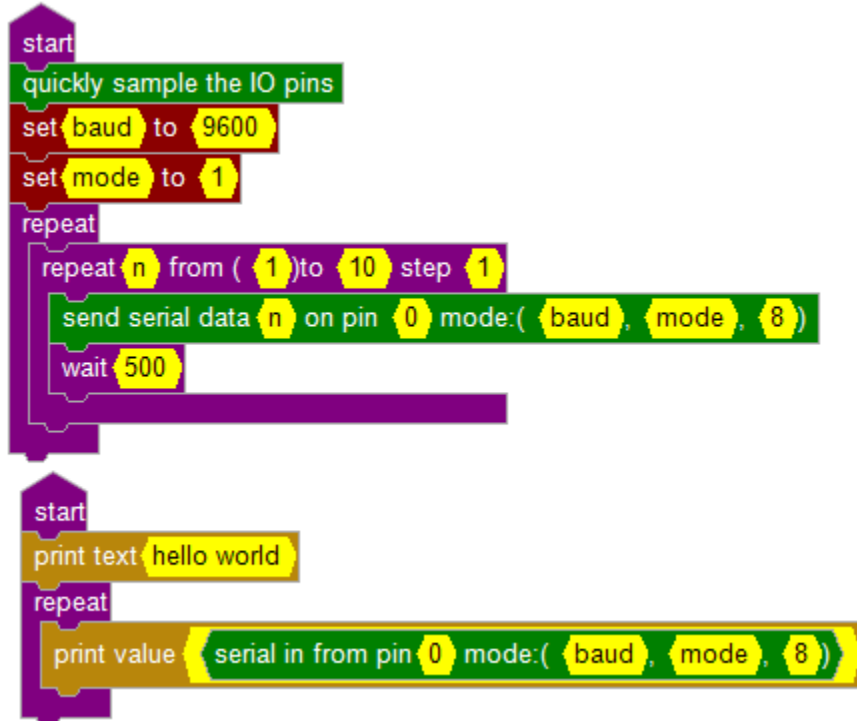 start
quickly sample the IO pins
set baud to 9600
set mode to 1
repeat
repeat n from ( 1 )to 10 step 1
send serial data n on pin 0 mode:( baud , mode , 8 )
wait 500
start
print text hello world
repeat
print value serial in from pin 0 mode:( baud , mode , 8 )